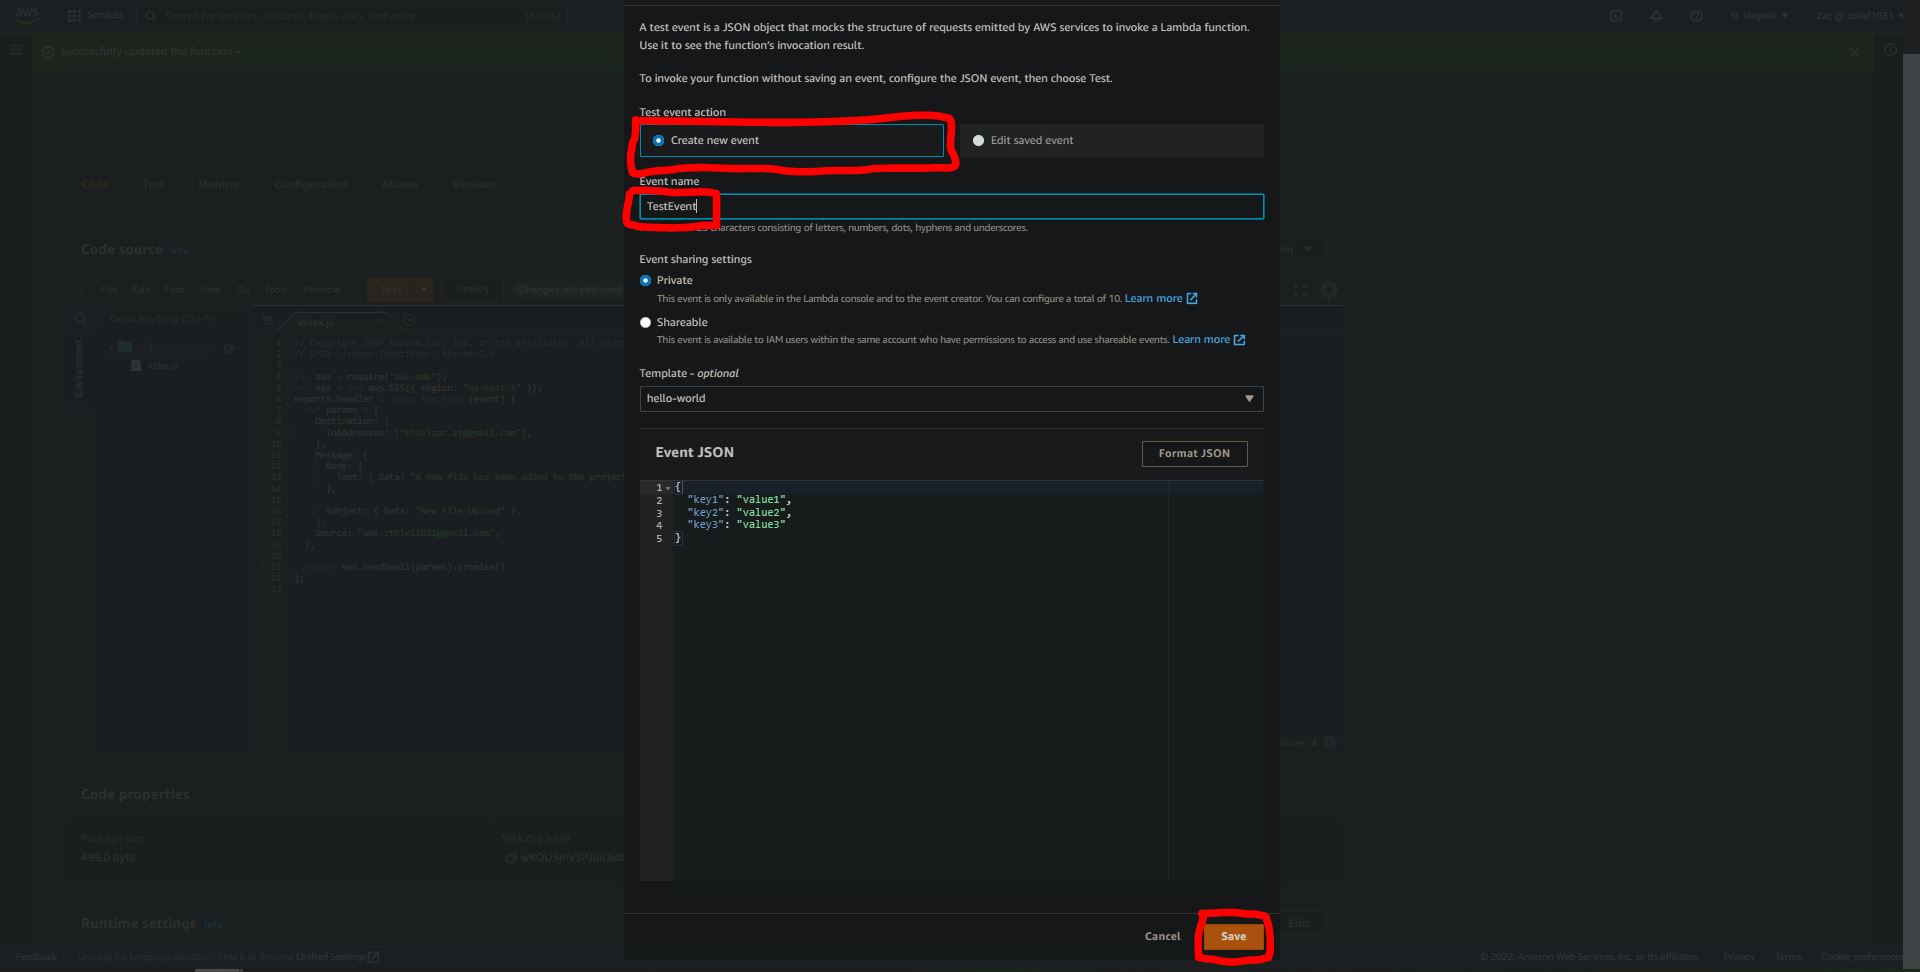 aws
Services
Search for services, features, blogs, docs, and more
[Alt+S]
N. Virginia
Zac @ zthiel1031
Successfully updated the function -.
A test event is a JSON object that mocks the structure of requests emitted by AWS services to invoke a Lambda function.
Use it to see the function's invocation result.
To invoke your function without saving an event, configure the JSON event, then choose Test.
Test event action
Create new event
Edit saved event
Event name
TestEvent
characters consisting of letters, numbers, dots, hyphens and underscores.
Event sharing settings
Private
This event is only available in the Lambda console and to the event creator. You can configure a total of 10. Learn more
Shareable
This event is available to IAM users within the same account who have permissions to access and use shareable events. Learn more
Template - optional
hello-world
Event JSON
Format JSON
1 {
2 "key1": "value1",
3 "key2": "value2",
4 "key3": "value3"
5 }
Cancel
Save
Code
Test
Monitor
Configuration
Aliases
Versions
Code source
Info
File Edit Find View Go Tools Window
Test
Deploy
Changes not deployed
Go to Anything (Ctrl-P)
index.js
Environment
index.js
1 // Copyright 2019 Amazon.com, Inc. or its affiliates. All Righ
2 // SPDX-License-Identifier: Apache-2.0
3
4 var aws = require("aws-sdk");
5 var ses = new aws.SES({ region: "us-east-1" });
6 exports.handler = async function (event) {
7 var params = {
8 Destination: {
9 ToAddresses: ["thielzac.zt@gmail.com"],
10 },
11 Message: {
12 Body: {
13 Text: { Data: "A new file has been added to the project
14 },
15
16 Subject: { Data: "New File Upload" },
17 },
18 Source: "aws.zthiel1031@gmail.com",
19 };
20
21 return ses.sendEmail(params).promise()
22 };
23
Code properties
Package size
499.0 byte
SHA256 hash
Runtime settings
Info
Edit
Feedback
Looking for language selection? Find it in the new Unified Settings
© 2022, Amazon Web Services, Inc. or its affiliates.
Privacy
Terms
Cookie preferences